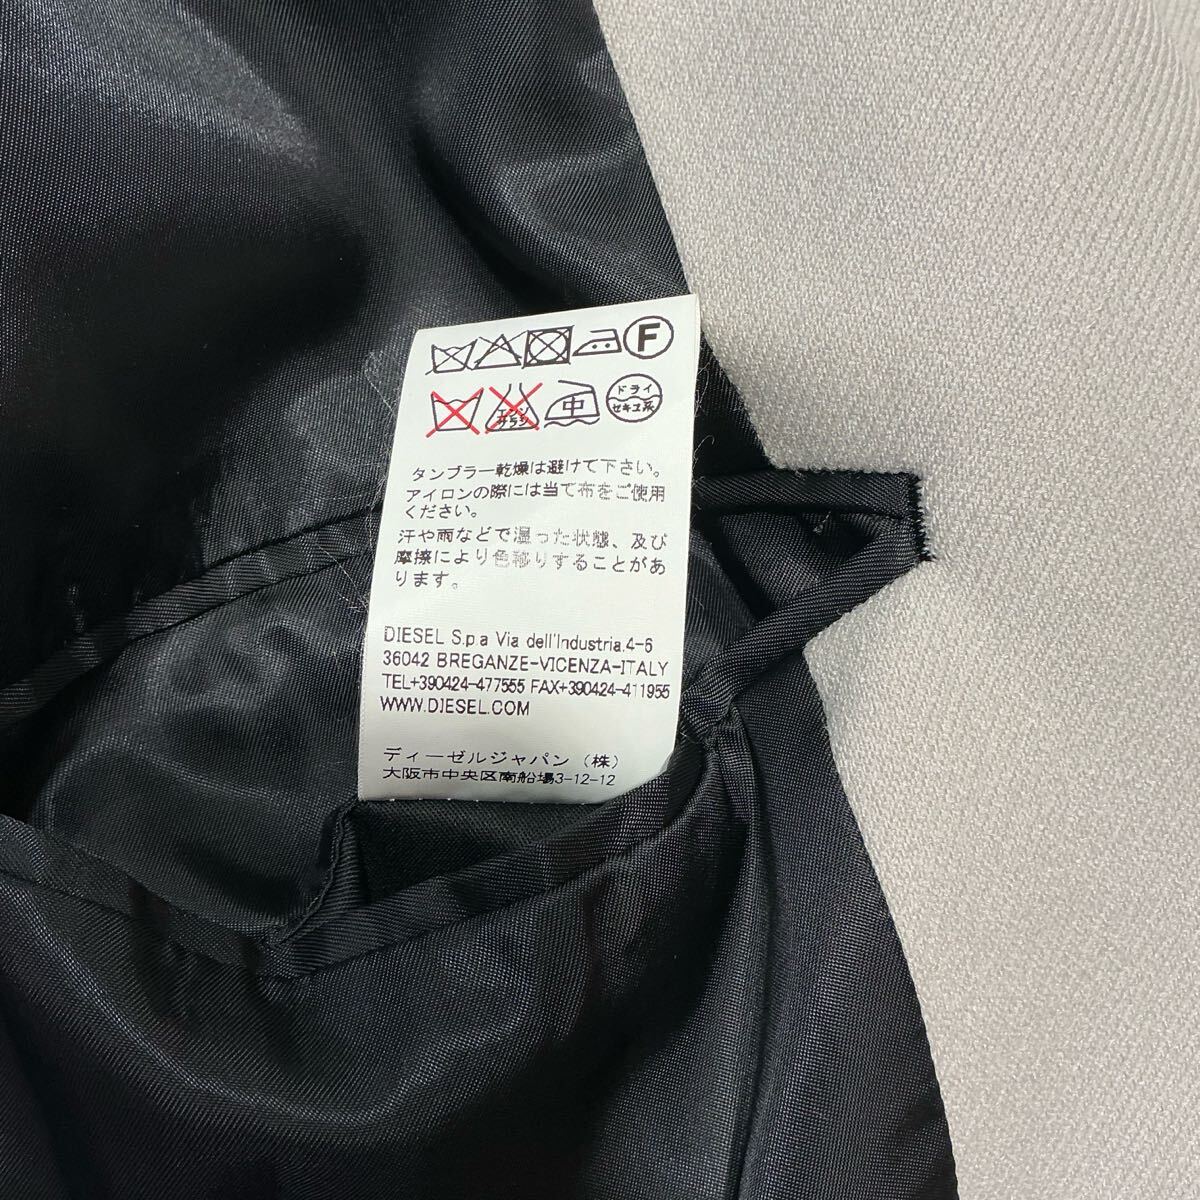 F
エンソ
サラシ
中
ドライ
セキユ系
タンブラー乾燥は避けて下さい。
アイロンの際には当て布をご使用
ください。
汗や雨などで湿った状態、及び
摩擦により色移りすることがあ
ります。
DIESEL S.p.a Via dell'Industria.4-6
36042 BREGANZE-VICENZA-ITALY
TEL+390424-477555 FAX+390424-411955
WWW.DIESEL.COM
ディーゼルジャパン（株）
大阪市中央区南船場3-12-12